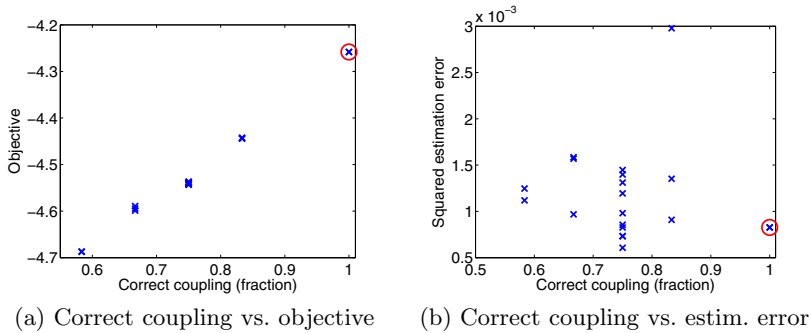 −4.2
−4.3
−4.4
−4.5
−4.6
−4.7
Objective
0.6 0.7 0.8 0.9 1
Correct coupling (fraction)
(a) Correct coupling vs. objective
3 x 10⁻³
2.5
2
1.5
1
0.5
Squared estimation error
0.5 0.6 0.7 0.8 0.9 1
Correct coupling (fraction)
(b) Correct coupling vs. estim. error